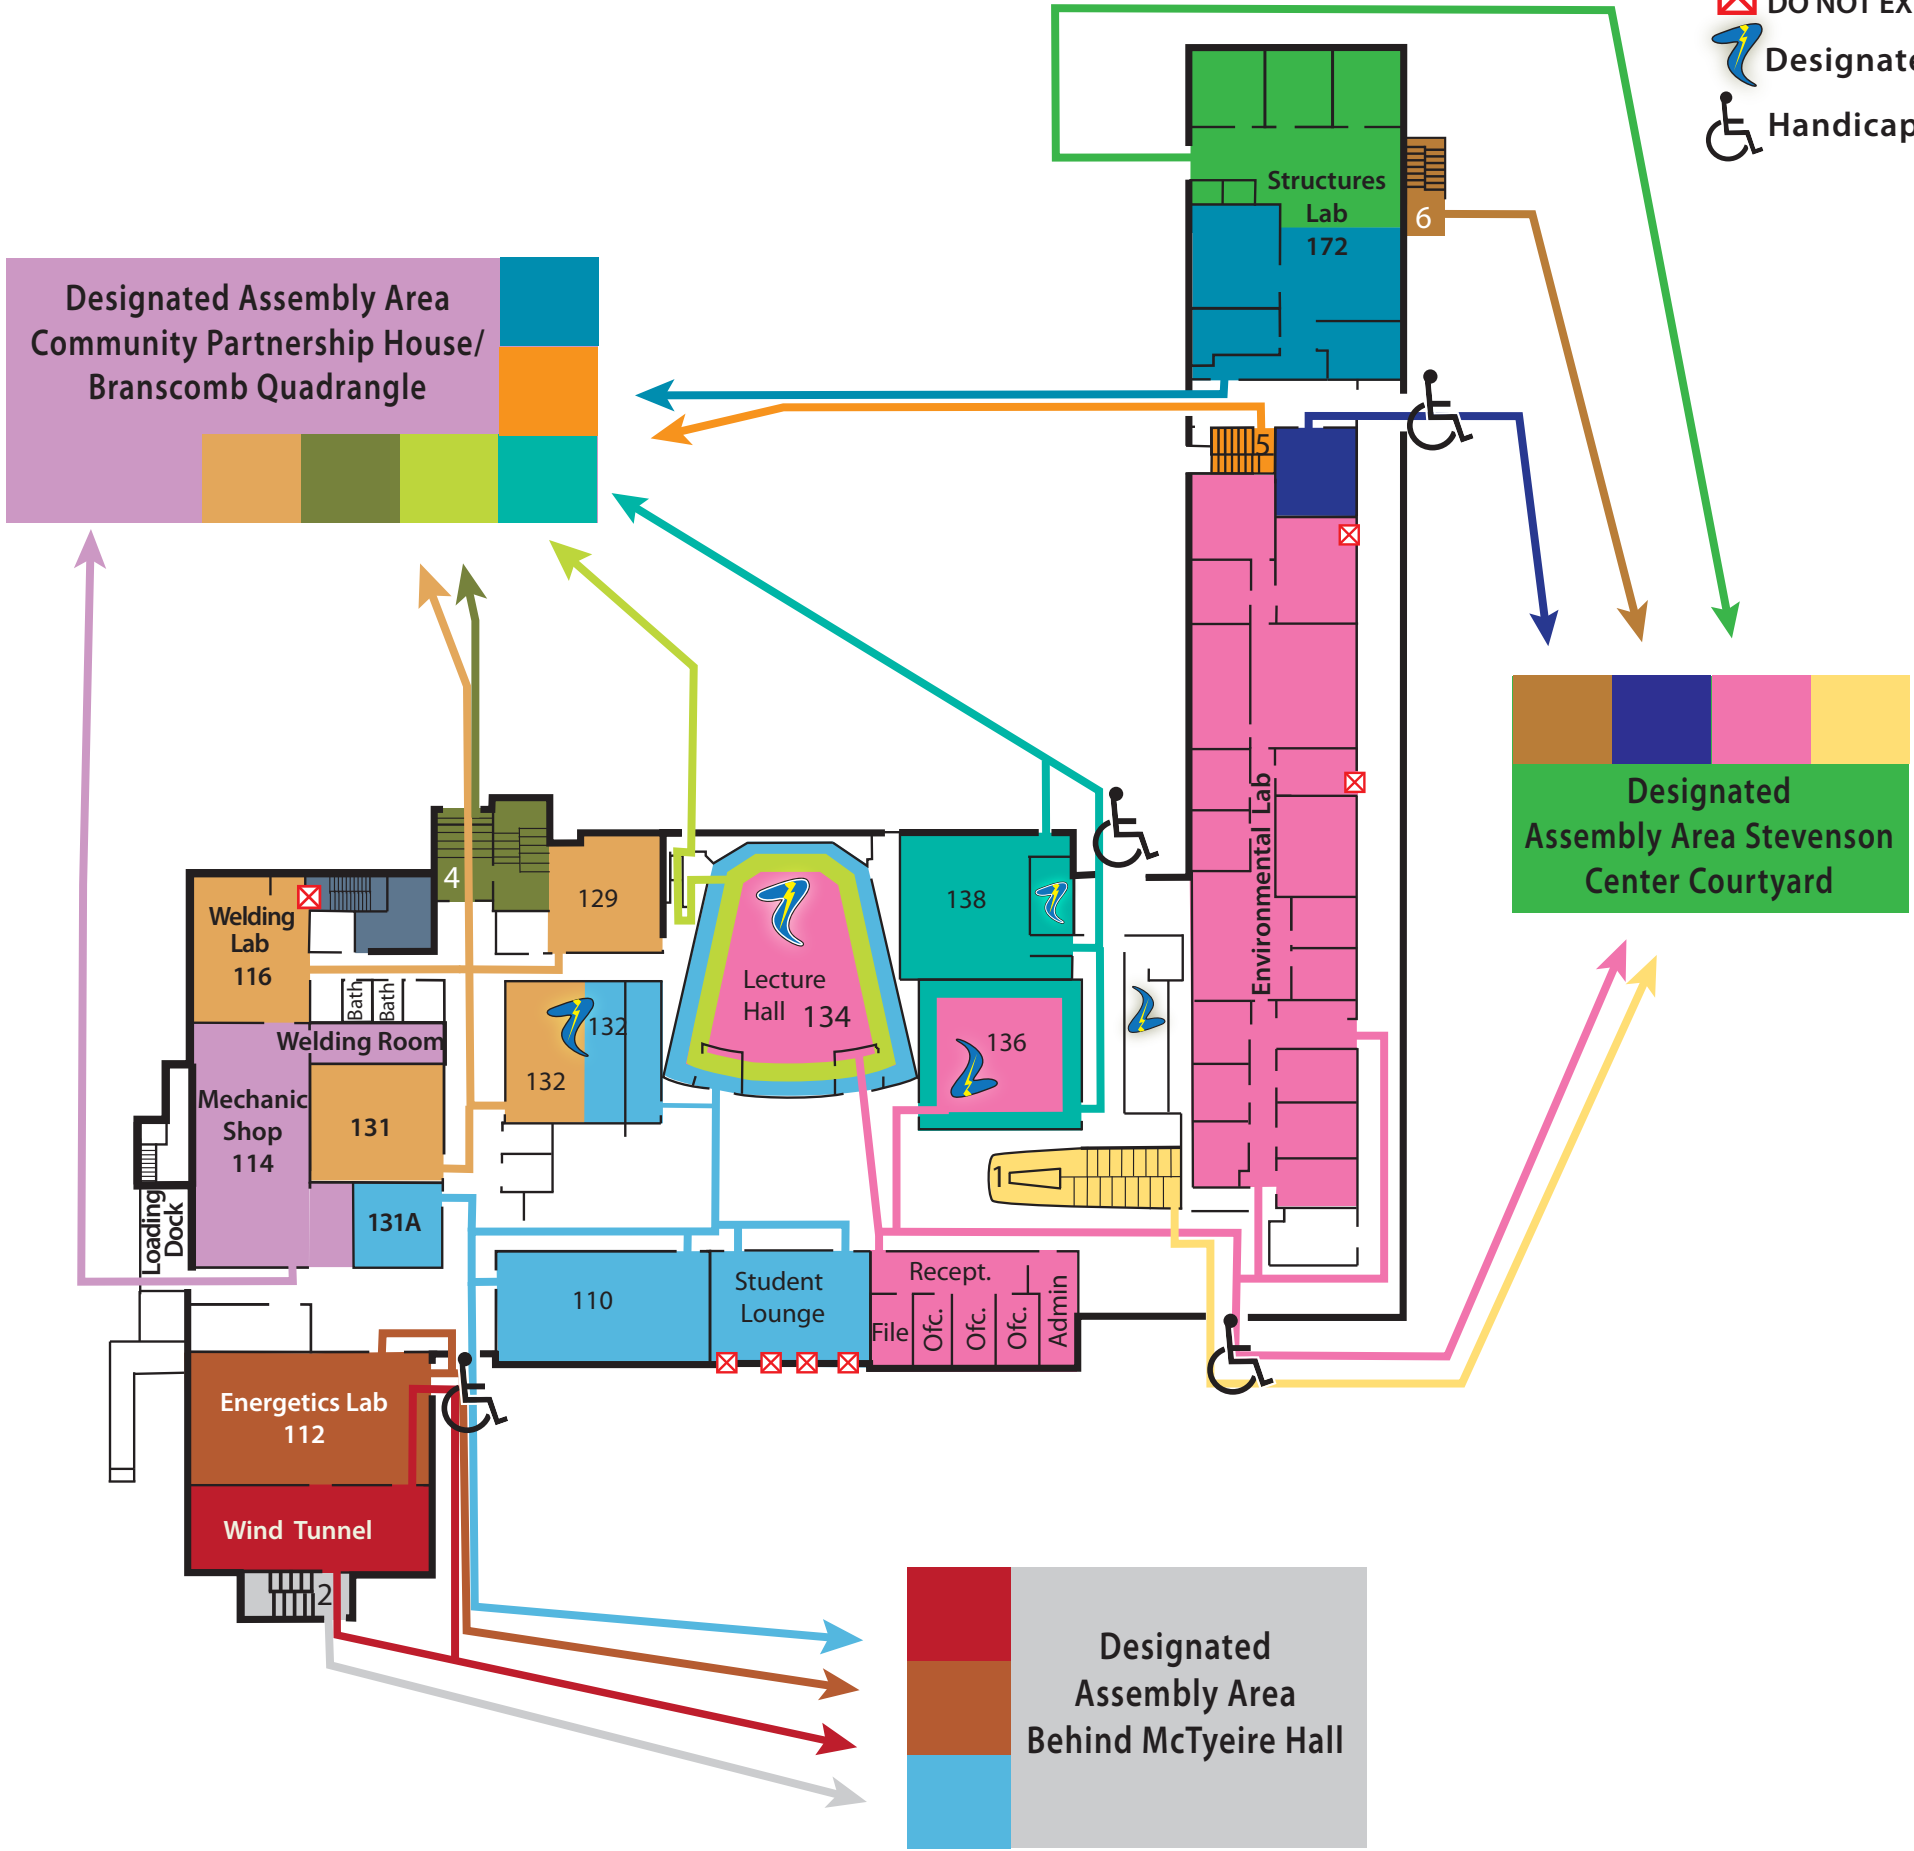 DO NOT EX
Designate
Handicap
Structures
Lab
172
6
Designated Assembly Area
Community Partnership House/
Branscomb Quadrangle
5
Designated
Assembly Area Stevenson
Center Courtyard
Environmental Lab
4
129
138
Welding
Lab
116
Lecture
Hall 134
Bath
Bath
132
132
136
Welding Room
Mechanic
Shop
114
131
1
131A
Loading
Dock
110
Student
Lounge
Recept.
File
Ofc.
Ofc.
Ofc.
Admin
Energetics Lab
112
Wind Tunnel
2
Designated
Assembly Area
Behind McTyeire Hall